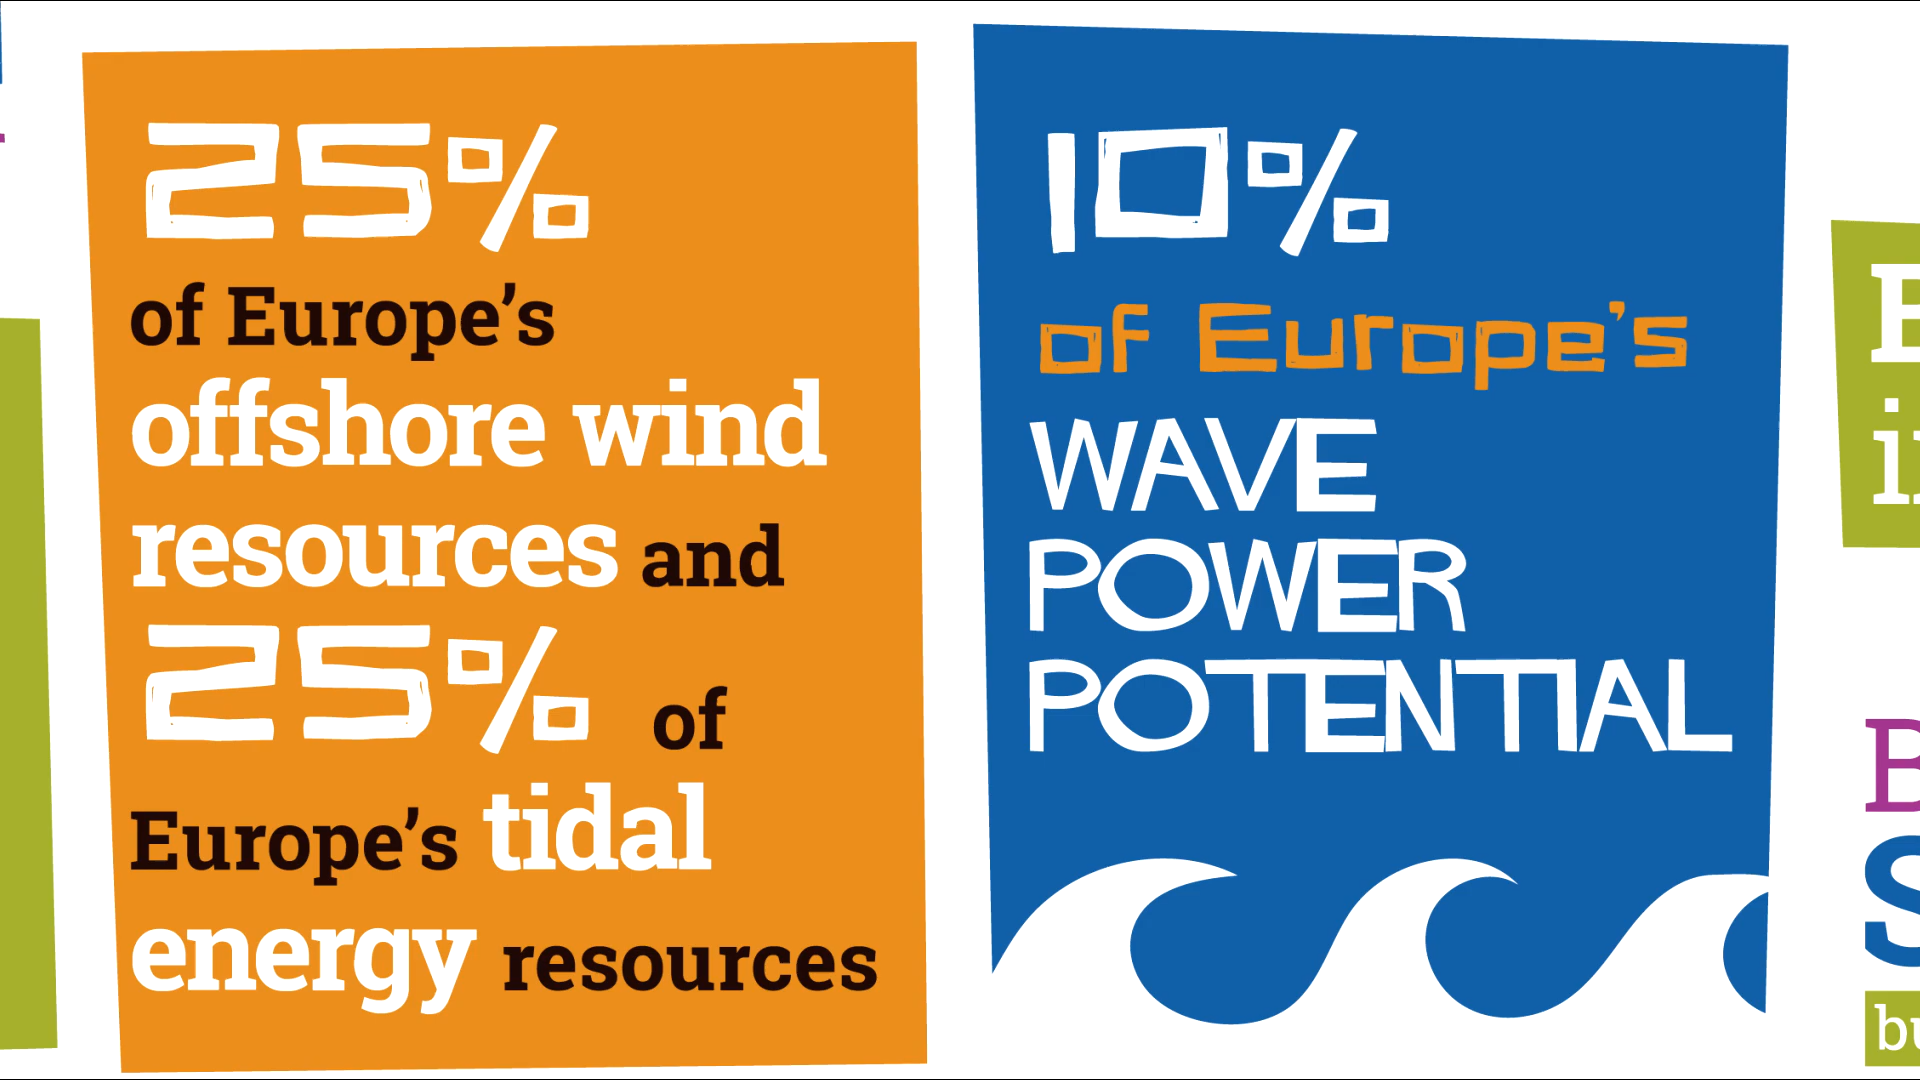 25%
of Europe’s
offshore wind
resources and
25% of
Europe’s tidal
energy resources
10%
of Europe’s
WAVE
POWER
POTENTIAL